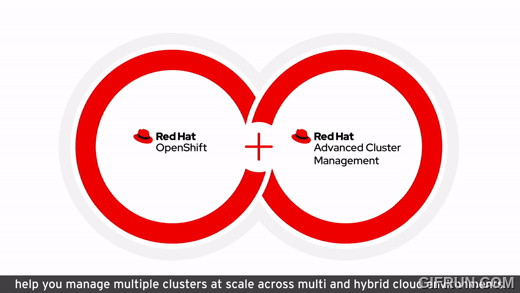 Red Hat
OpenShift
+
Red Hat
Advanced Cluster
Management
help you manage multiple clusters at scale across multi and hybrid cloud environments.
GIFRUN.COM